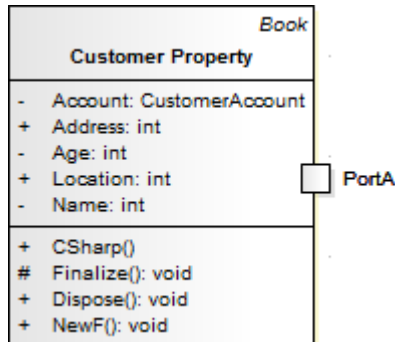 Book
Customer Property
- Account: CustomerAccount
+ Address: int
- Age: int
+ Location: int
- Name: int
PortA
+ CSharp()
# Finalize(): void
+ Dispose(): void
+ NewF(): void